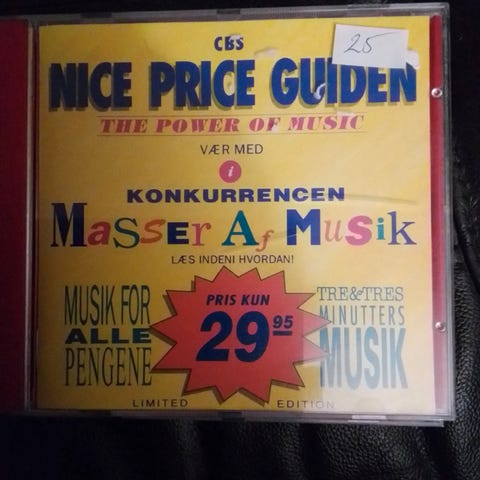 CBS
25
NICE PRICE GUIDEN
THE POWER OF MUSIC
VÆR MED
i
KONKURRENCEN
MaSSER Af MuSik
LÆS INDENI HVORDAN!
MUSIK FOR
ALLE
PENGENE
PRIS KUN
29 95
TRE&TRES
MINUTTERS
MUSIK
LIMITED EDITION